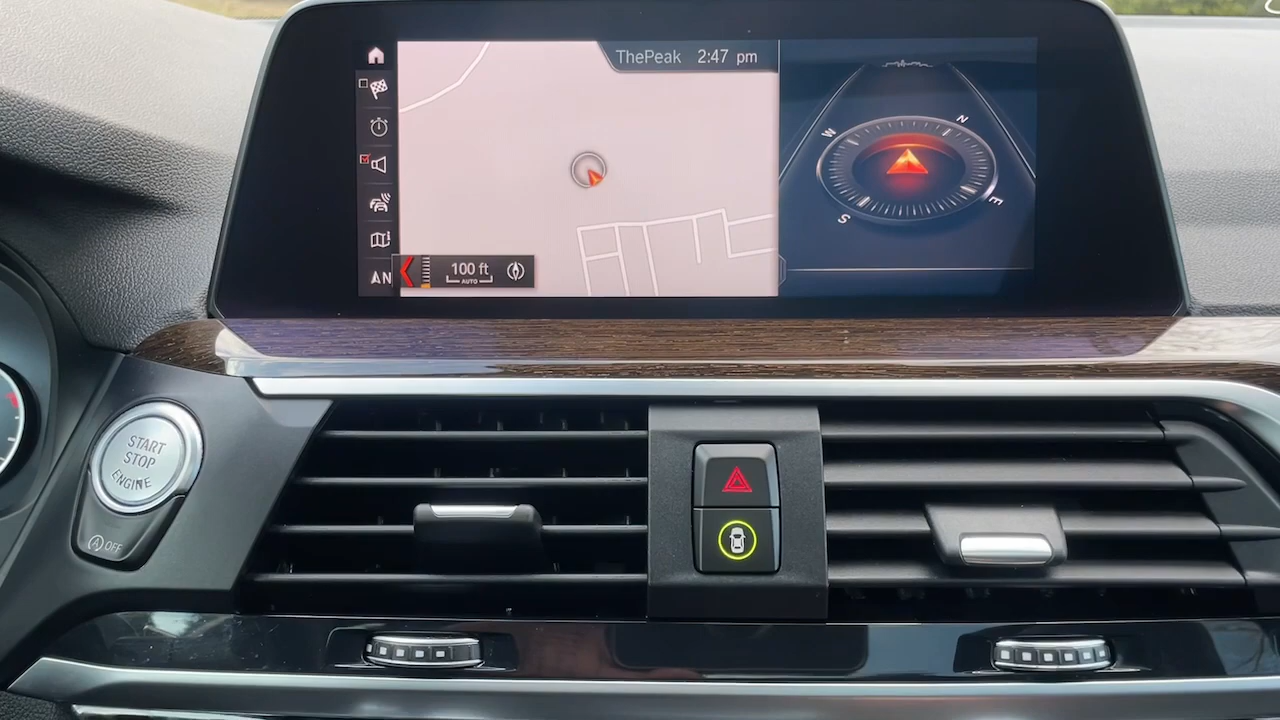 ThePeak 2:47 pm
N
W
E
S
AN
100 ft
AUTO
START
STOP
ENGINE
A OFF